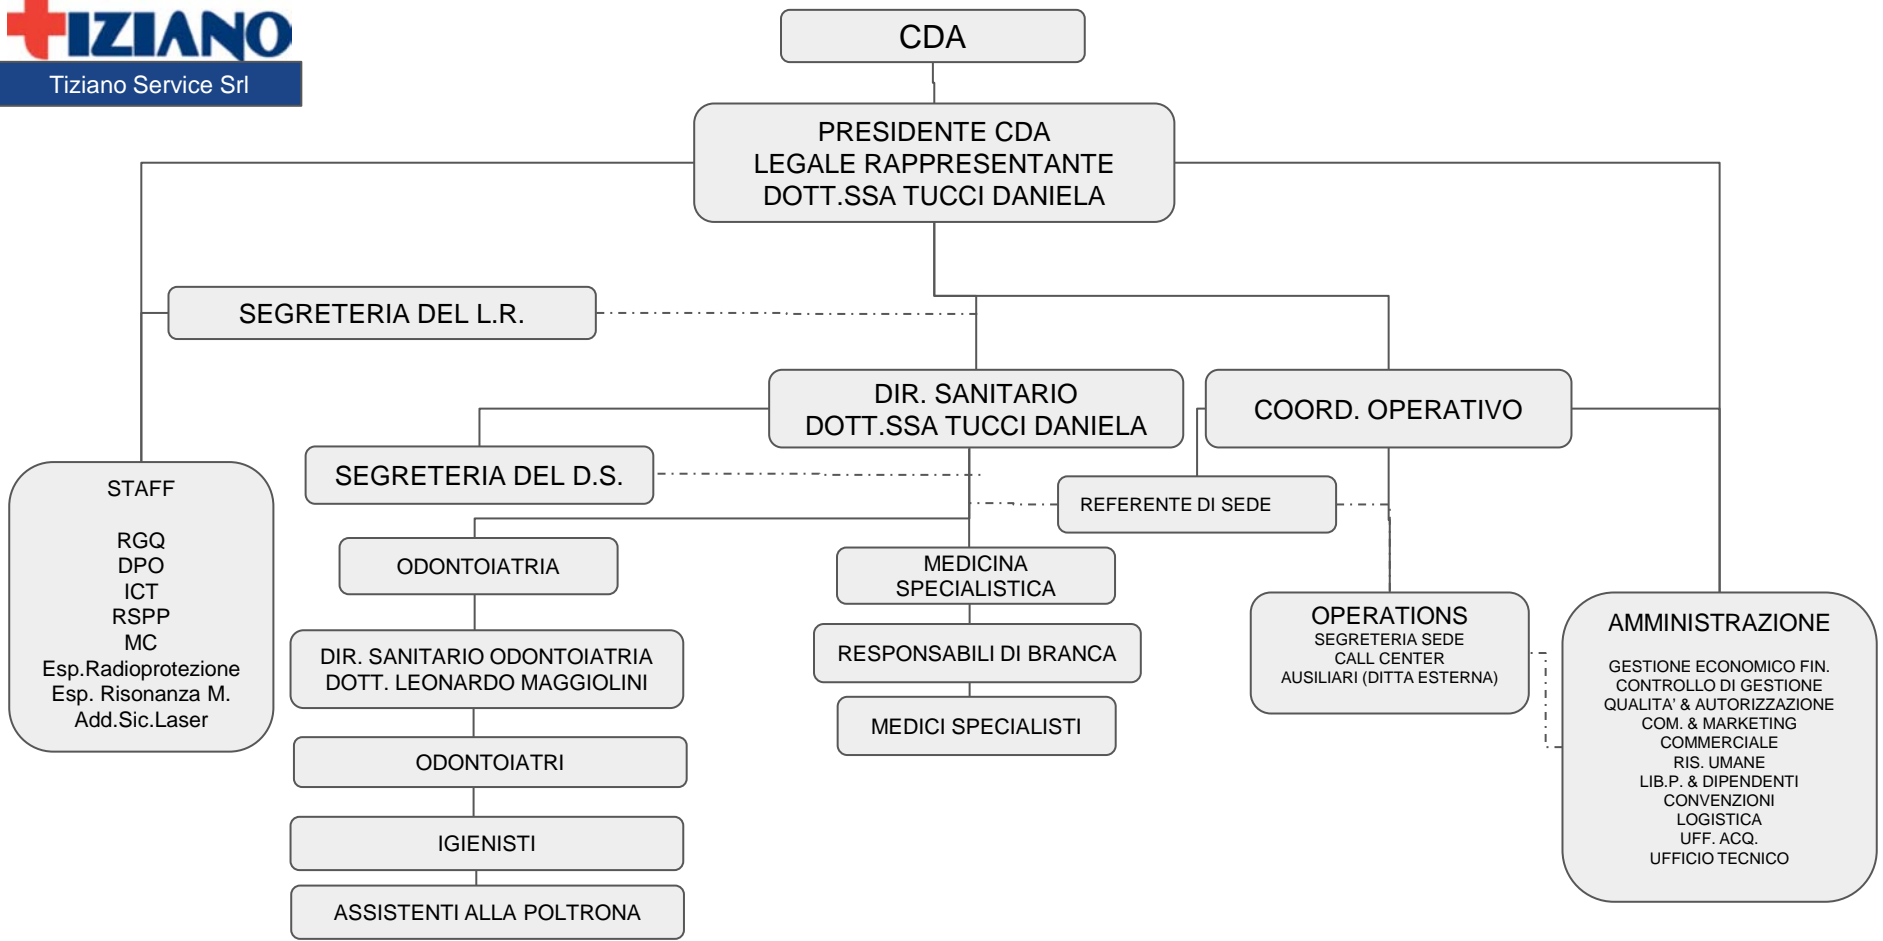 TIZIANO
Tiziano Service Srl
CDA
PRESIDENTE CDA
LEGALE RAPPRESENTANTE
DOTT.SSA TUCCI DANIELA
SEGRETERIA DEL L.R.
DIR. SANITARIO
DOTT.SSA TUCCI DANIELA
COORD. OPERATIVO
SEGRETERIA DEL D.S.
REFERENTE DI SEDE
STAFF
RGQ
DPO
ICT
RSPP
MC
Esp.Radioprotezione
Esp. Risonanza M.
Add.Sic.Laser
ODONTOIATRIA
DIR. SANITARIO ODONTOIATRIA
DOTT. LEONARDO MAGGIOLINI
ODONTOIATRI
IGIENISTI
ASSISTENTI ALLA POLTRONA
MEDICINA
SPECIALISTICA
RESPONSABILI DI BRANCA
MEDICI SPECIALISTI
OPERATIONS
SEGRETERIA SEDE
CALL CENTER
AUSILIARI (DITTA ESTERNA)
AMMINISTRAZIONE
GESTIONE ECONOMICO FIN.
CONTROLLO DI GESTIONE
QUALITA’ & AUTORIZZAZIONE
COM. & MARKETING
COMMERCIALE
RIS. UMANE
LIB.P. & DIPENDENTI
CONVENZIONI
LOGISTICA
UFF. ACQ.
UFFICIO TECNICO